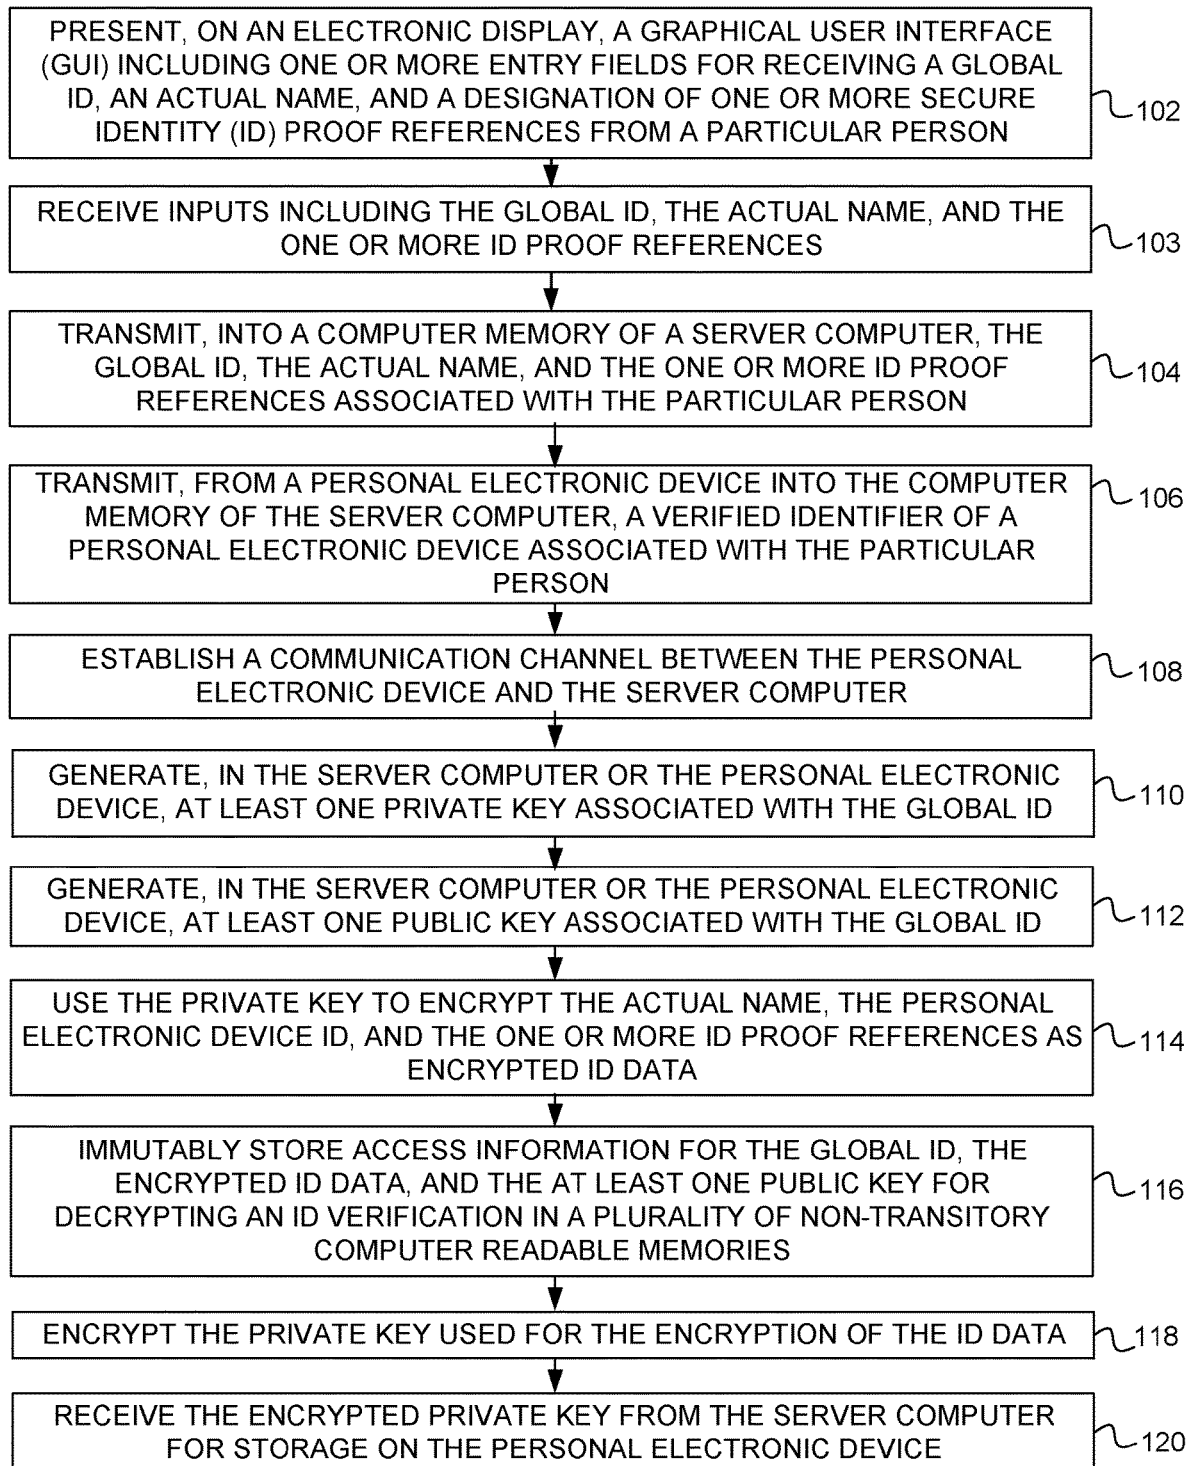 PRESENT, ON AN ELECTRONIC DISPLAY, A GRAPHICAL USER INTERFACE
(GUI) INCLUDING ONE OR MORE ENTRY FIELDS FOR RECEIVING A GLOBAL
ID, AN ACTUAL NAME, AND A DESIGNATION OF ONE OR MORE SECURE
IDENTITY (ID) PROOF REFERENCES FROM A PARTICULAR PERSON
102
RECEIVE INPUTS INCLUDING THE GLOBAL ID, THE ACTUAL NAME, AND THE
ONE OR MORE ID PROOF REFERENCES
103
TRANSMIT, INTO A COMPUTER MEMORY OF A SERVER COMPUTER, THE
GLOBAL ID, THE ACTUAL NAME, AND THE ONE OR MORE ID PROOF
REFERENCES ASSOCIATED WITH THE PARTICULAR PERSON
104
TRANSMIT, FROM A PERSONAL ELECTRONIC DEVICE INTO THE COMPUTER
MEMORY OF THE SERVER COMPUTER, A VERIFIED IDENTIFIER OF A
PERSONAL ELECTRONIC DEVICE ASSOCIATED WITH THE PARTICULAR
PERSON
106
ESTABLISH A COMMUNICATION CHANNEL BETWEEN THE PERSONAL
ELECTRONIC DEVICE AND THE SERVER COMPUTER
108
GENERATE, IN THE SERVER COMPUTER OR THE PERSONAL ELECTRONIC
DEVICE, AT LEAST ONE PRIVATE KEY ASSOCIATED WITH THE GLOBAL ID
110
GENERATE, IN THE SERVER COMPUTER OR THE PERSONAL ELECTRONIC
DEVICE, AT LEAST ONE PUBLIC KEY ASSOCIATED WITH THE GLOBAL ID
112
USE THE PRIVATE KEY TO ENCRYPT THE ACTUAL NAME, THE PERSONAL
ELECTRONIC DEVICE ID, AND THE ONE OR MORE ID PROOF REFERENCES AS
ENCRYPTED ID DATA
114
IMMUTABLY STORE ACCESS INFORMATION FOR THE GLOBAL ID, THE
ENCRYPTED ID DATA, AND THE AT LEAST ONE PUBLIC KEY FOR
DECRYPTING AN ID VERIFICATION IN A PLURALITY OF NON-TRANSITORY
COMPUTER READABLE MEMORIES
116
ENCRYPT THE PRIVATE KEY USED FOR THE ENCRYPTION OF THE ID DATA
118
RECEIVE THE ENCRYPTED PRIVATE KEY FROM THE SERVER COMPUTER
FOR STORAGE ON THE PERSONAL ELECTRONIC DEVICE
120